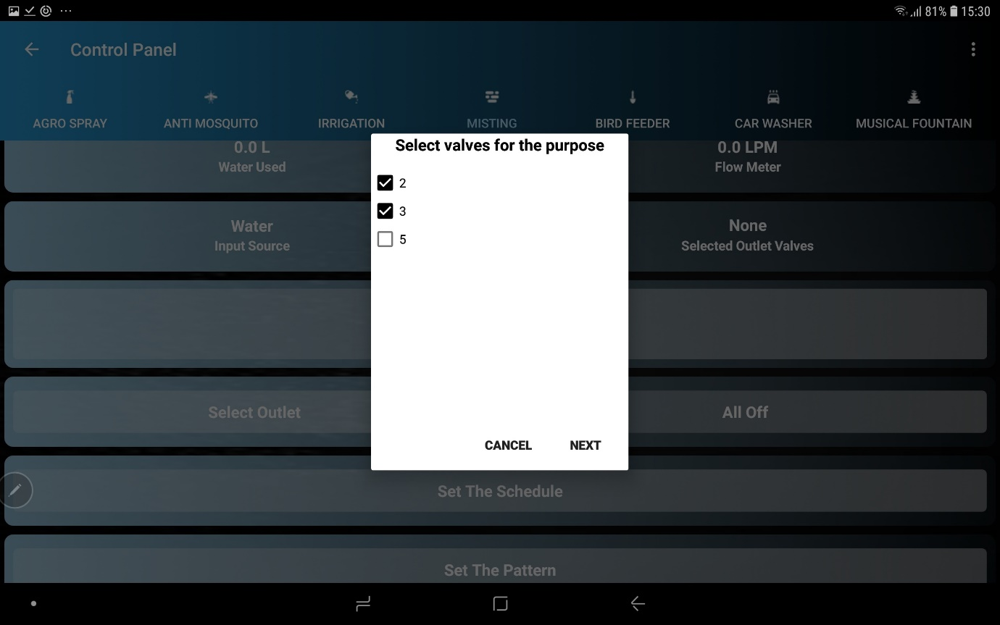 81% 15:30
Control Panel
AGRO SPRAY ANTI MOSQUITO IRRIGATION MISTING BIRD FEEDER CAR WASHER MUSICAL FOUNTAIN
0.0 L
Water Used
0.0 LPM
Flow Meter
Water
Input Source
None
Selected Outlet Valves
Select valves for the purpose
2
3
5
CANCEL NEXT
Select Outlet
All Off
Set The Schedule
Set The Pattern